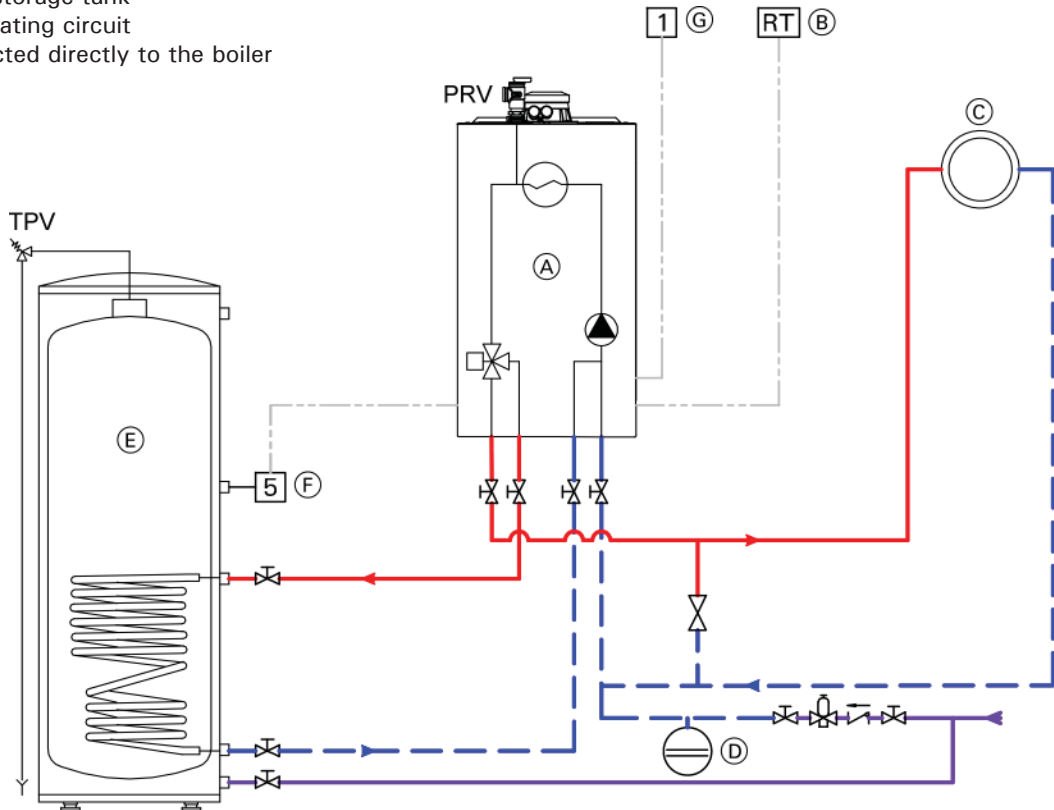 storage tank
ating circuit
cted directly to the boiler
1 G RT B
PRV
C
TPV
A
E
5 F
D